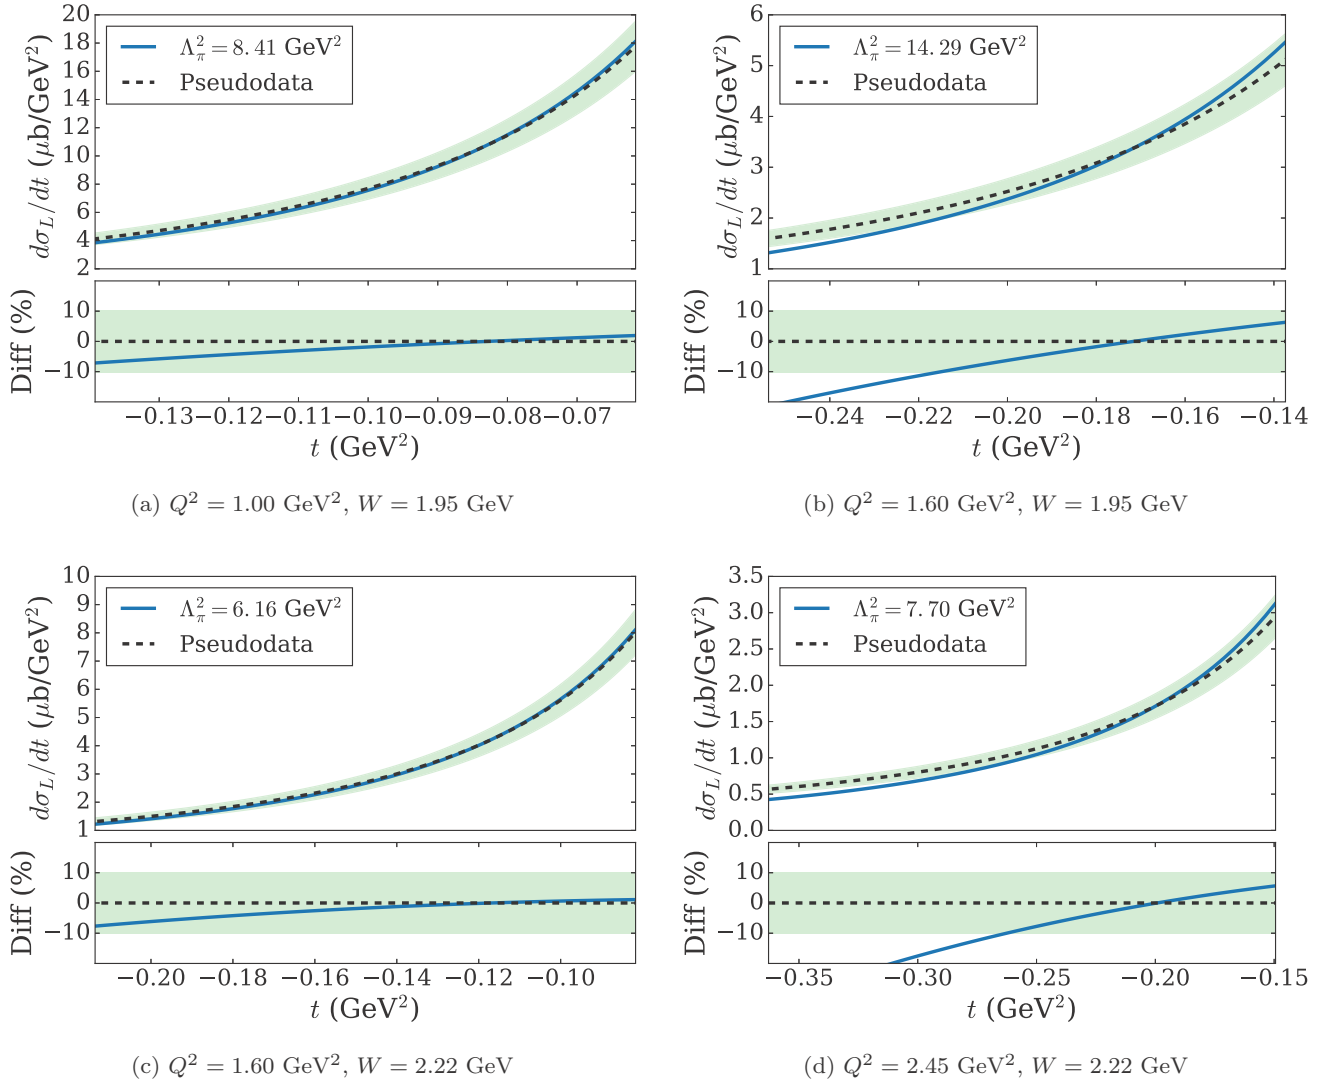 20
18
16
14
12
10
8
6
4
2
dσ_L/dt (μb/GeV²)
Λ²_π = 8.41 GeV²
Pseudodata
10
0
−10
Diff (%)
−0.13 −0.12 −0.11 −0.10 −0.09 −0.08 −0.07
t (GeV²)
(a) Q² = 1.00 GeV², W = 1.95 GeV
6
5
4
3
2
1
dσ_L/dt (μb/GeV²)
Λ²_π = 14.29 GeV²
Pseudodata
10
0
−10
Diff (%)
−0.24 −0.22 −0.20 −0.18 −0.16 −0.14
t (GeV²)
(b) Q² = 1.60 GeV², W = 1.95 GeV
10
9
8
7
6
5
4
3
2
1
dσ_L/dt (μb/GeV²)
Λ²_π = 6.16 GeV²
Pseudodata
10
0
−10
Diff (%)
−0.20 −0.18 −0.16 −0.14 −0.12 −0.10
t (GeV²)
(c) Q² = 1.60 GeV², W = 2.22 GeV
3.5
3.0
2.5
2.0
1.5
1.0
0.5
0.0
dσ_L/dt (μb/GeV²)
Λ²_π = 7.70 GeV²
Pseudodata
10
0
−10
Diff (%)
−0.35 −0.30 −0.25 −0.20 −0.15
t (GeV²)
(d) Q² = 2.45 GeV², W = 2.22 GeV